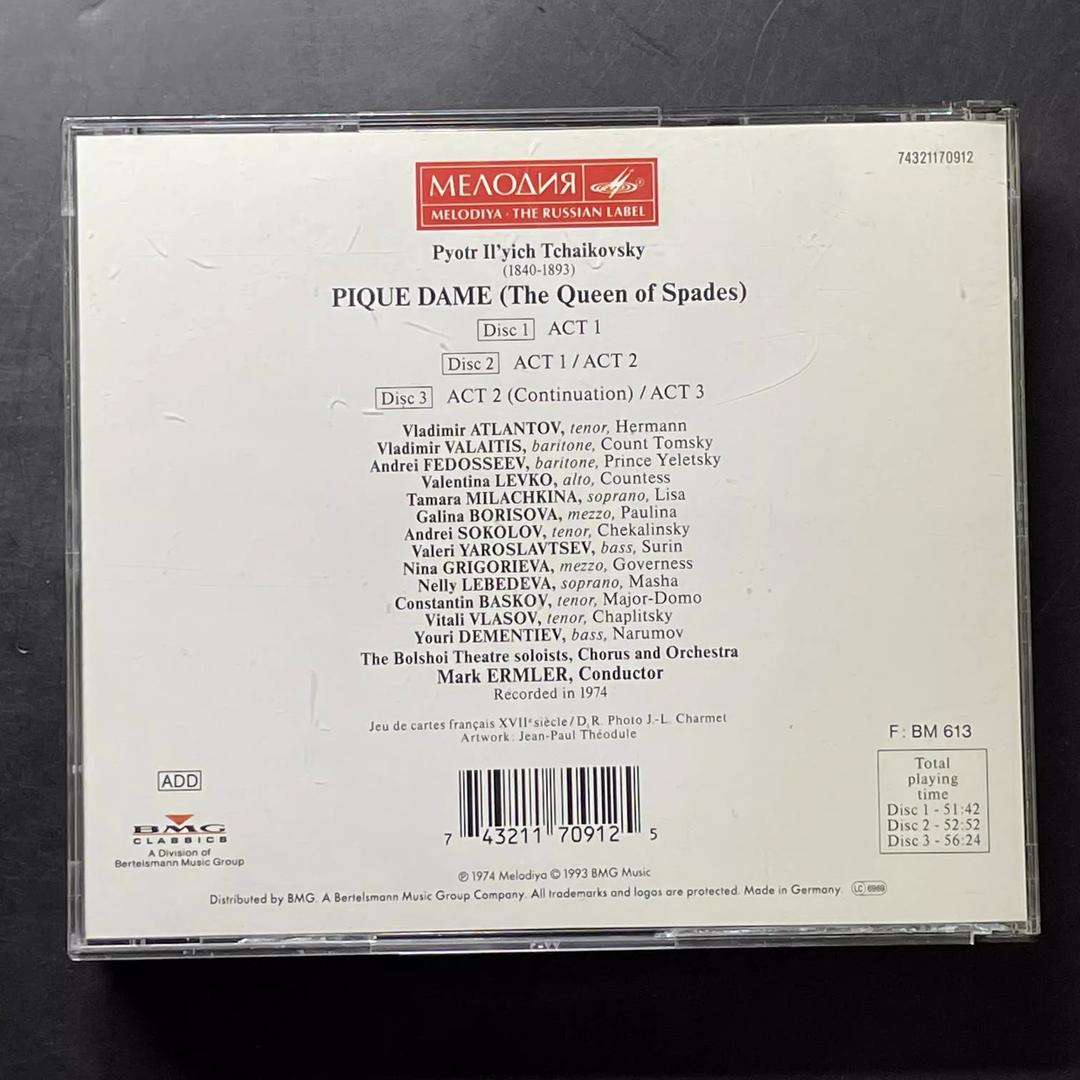 74321170912
МЕЛОДИЯ
MELODIYA · THE RUSSIAN LABEL
Pyotr Il'yich Tchaikovsky
(1840-1893)
PIQUE DAME (The Queen of Spades)
Disc 1 ACT 1
Disc 2 ACT 1 / ACT 2
Disc 3 ACT 2 (Continuation) / ACT 3
Vladimir ATLANTOV, tenor, Hermann
Vladimir VALAITIS, baritone, Count Tomsky
Andrei FEDOSSEEV, baritone, Prince Yeletsky
Valentina LEVKO, alto, Countess
Tamara MILACHKINA, soprano, Lisa
Galina BORISOVA, mezzo, Paulina
Andrei SOKOLOV, tenor, Chekalinsky
Valeri YAROSLAVTSEV, bass, Surin
Nina GRIGORIEVA, mezzo, Governess
Nelly LEBEDEVA, soprano, Masha
Constantin BASKOV, tenor, Major-Domo
Vitali VLASOV, tenor, Chaplitsky
Youri DEMENTIEV, bass, Narumov
The Bolshoi Theatre soloists, Chorus and Orchestra
Mark ERMLER, Conductor
Recorded in 1974
Jeu de cartes français XVIIe siècle / D.R. Photo J.-L. Charmet
Artwork : Jean-Paul Théodule
F : BM 613
Total
playing
time
Disc 1 - 51:42
Disc 2 - 52:52
Disc 3 - 56:24
ADD
BMG
CLASSICS
A Division of
Bertelsmann Music Group
7 43211 70912 5
℗ 1974 Melodiya © 1993 BMG Music
Distributed by BMG. A Bertelsmann Music Group Company. All trademarks and logos are protected. Made in Germany. LC 6969